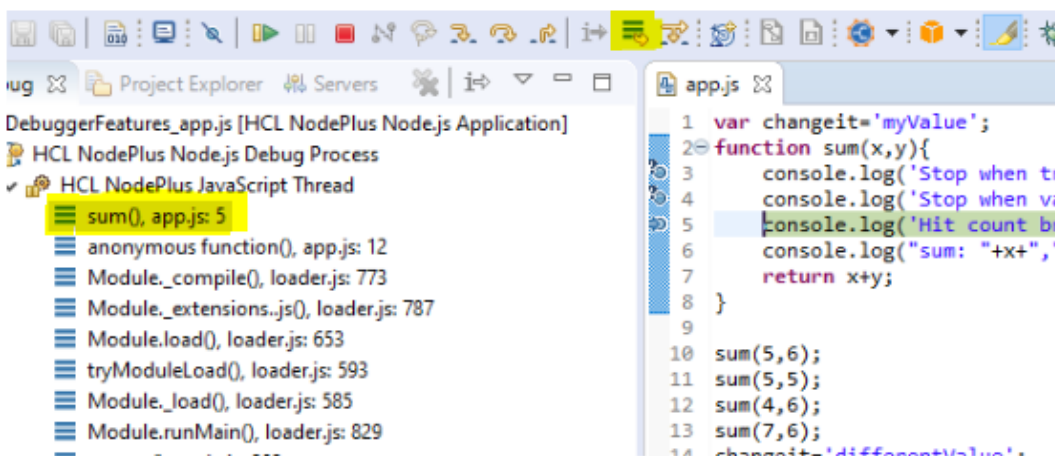 ug Project Explorer Servers
DebuggerFeatures_app.js [HCL NodePlus Node.js Application]
HCL NodePlus Node.js Debug Process
HCL NodePlus JavaScript Thread
sum(), app.js: 5
anonymous function(), app.js: 12
Module._compile(), loader.js: 773
Module._extensions..js(), loader.js: 787
Module.load(), loader.js: 653
tryModuleLoad(), loader.js: 593
Module._load(), loader.js: 585
Module.runMain(), loader.js: 829
app.js
1 var changeit='myValue';
2 function sum(x,y){
3 console.log('Stop when t
4 console.log('Stop when va
5 console.log('Hit count b
6 console.log("sum: "+x+",
7 return x+y;
8 }
9
10 sum(5,6);
11 sum(5,5);
12 sum(4,6);
13 sum(7,6);
14 changeit='differentValue';